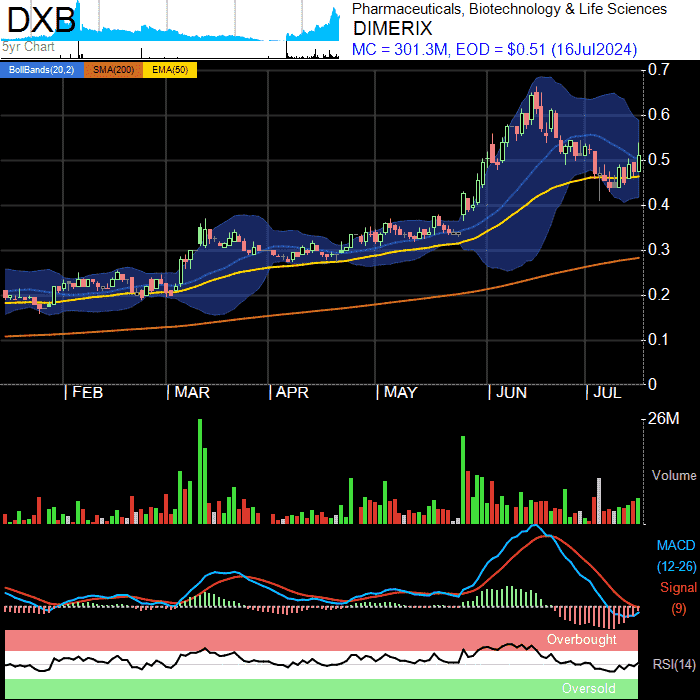 DXB
5yr Chart
Pharmaceuticals, Biotechnology & Life Sciences
DIMERIX
MC = 301.3M, EOD = $0.51 (16Jul2024)
BollBands(20,2) SMA(200) EMA(50)
0.7
0.6
0.5
0.4
0.3
0.2
0.1
0
| FEB | MAR | APR | MAY | JUN | JUL
26M
Volume
MACD
(12-26)
Signal
(9)
Overbought
RSI(14)
Oversold